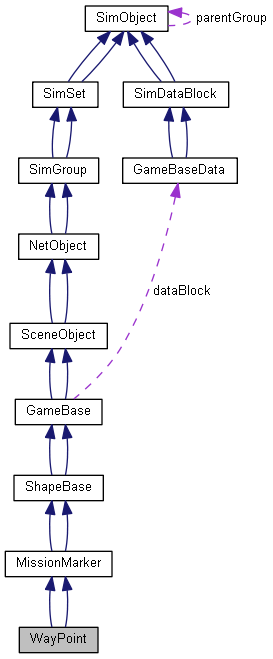 SimObject
parentGroup
SimSet
SimDataBlock
SimGroup
GameBaseData
NetObject
dataBlock
SceneObject
GameBase
ShapeBase
MissionMarker
WayPoint